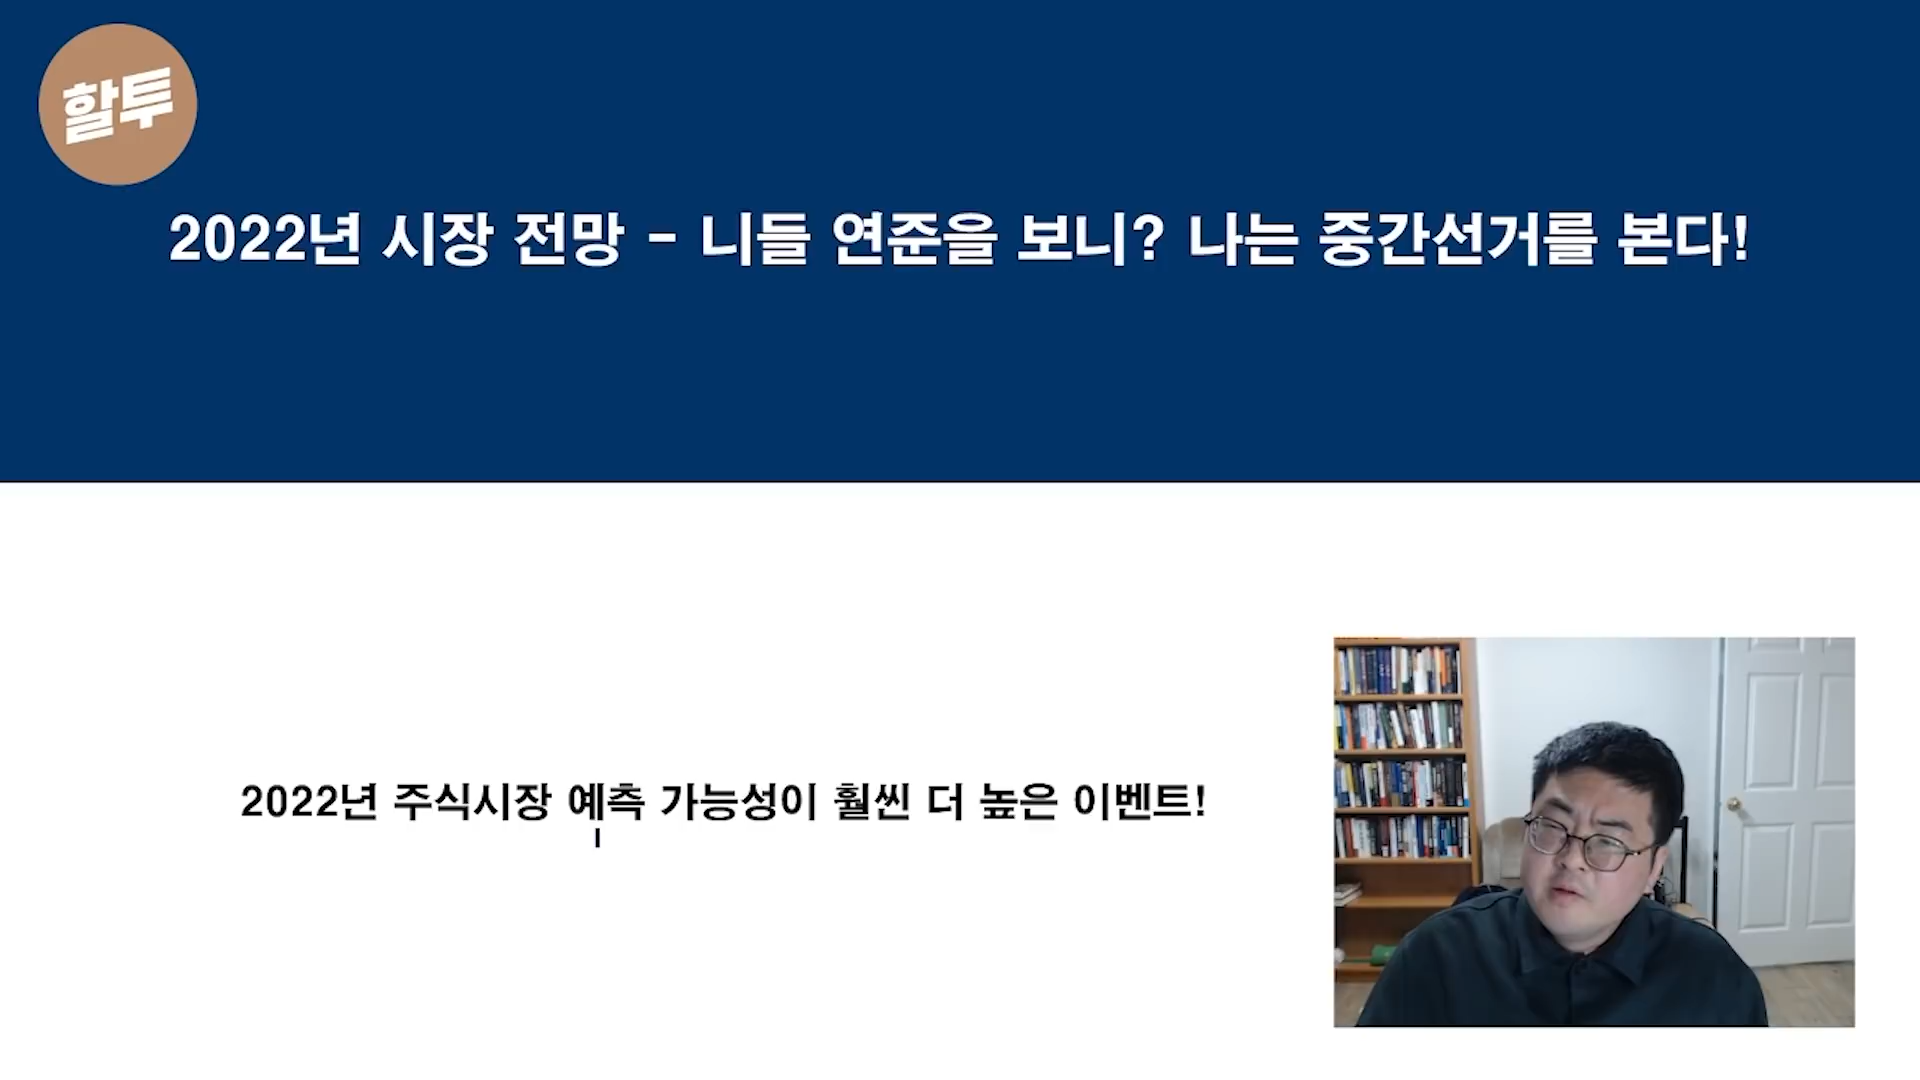 할투
2022년 시장 전망 - 니들 연준을 보니? 나는 중간선거를 본다!
2022년 주식시장 예측 가능성이 훨씬 더 높은 이벤트!